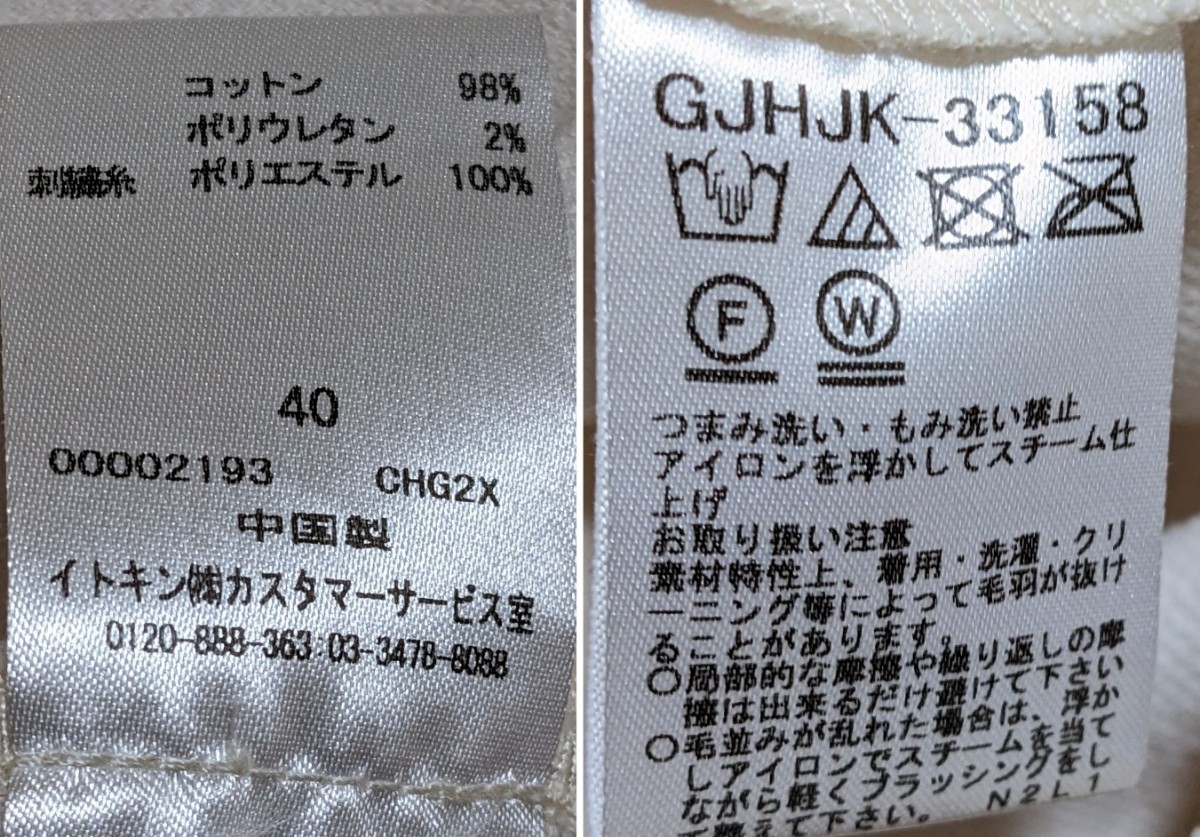 コットン 98%
ポリウレタン 2%
刺繍糸 ポリエステル 100%
40
00002193 CHG2X
中国製
イトキン㈱カスタマーサービス室
0120-888-363 03-3478-8088
GJHJK-33158
F W
つまみ洗い・もみ洗い禁止
アイロンを浮かしてスチーム仕
上げ
お取り扱い注意
素材特性上、着用・洗濯・クリ
ーニング等によって毛羽が抜け
ることがあります。
○局部的な摩擦や繰り返しの摩
擦は出来るだけ避けて下さい
○毛並みが乱れた場合は、浮か
しアイロンでスチームを当て
ながら軽くブラッシングをし
て整えて下さい。 N2L1